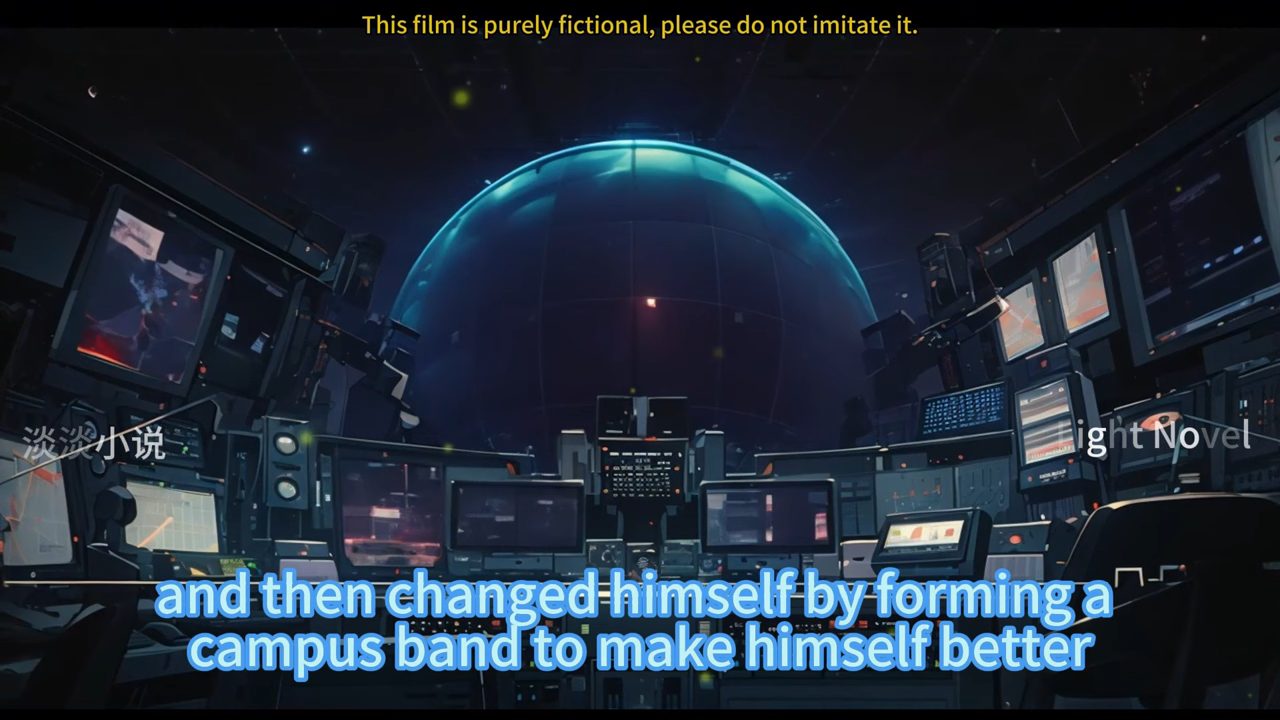 This film is purely fictional, please do not imitate it.
淡淡小说
Light Novel
and then changed himself by forming a
campus band to make himself better